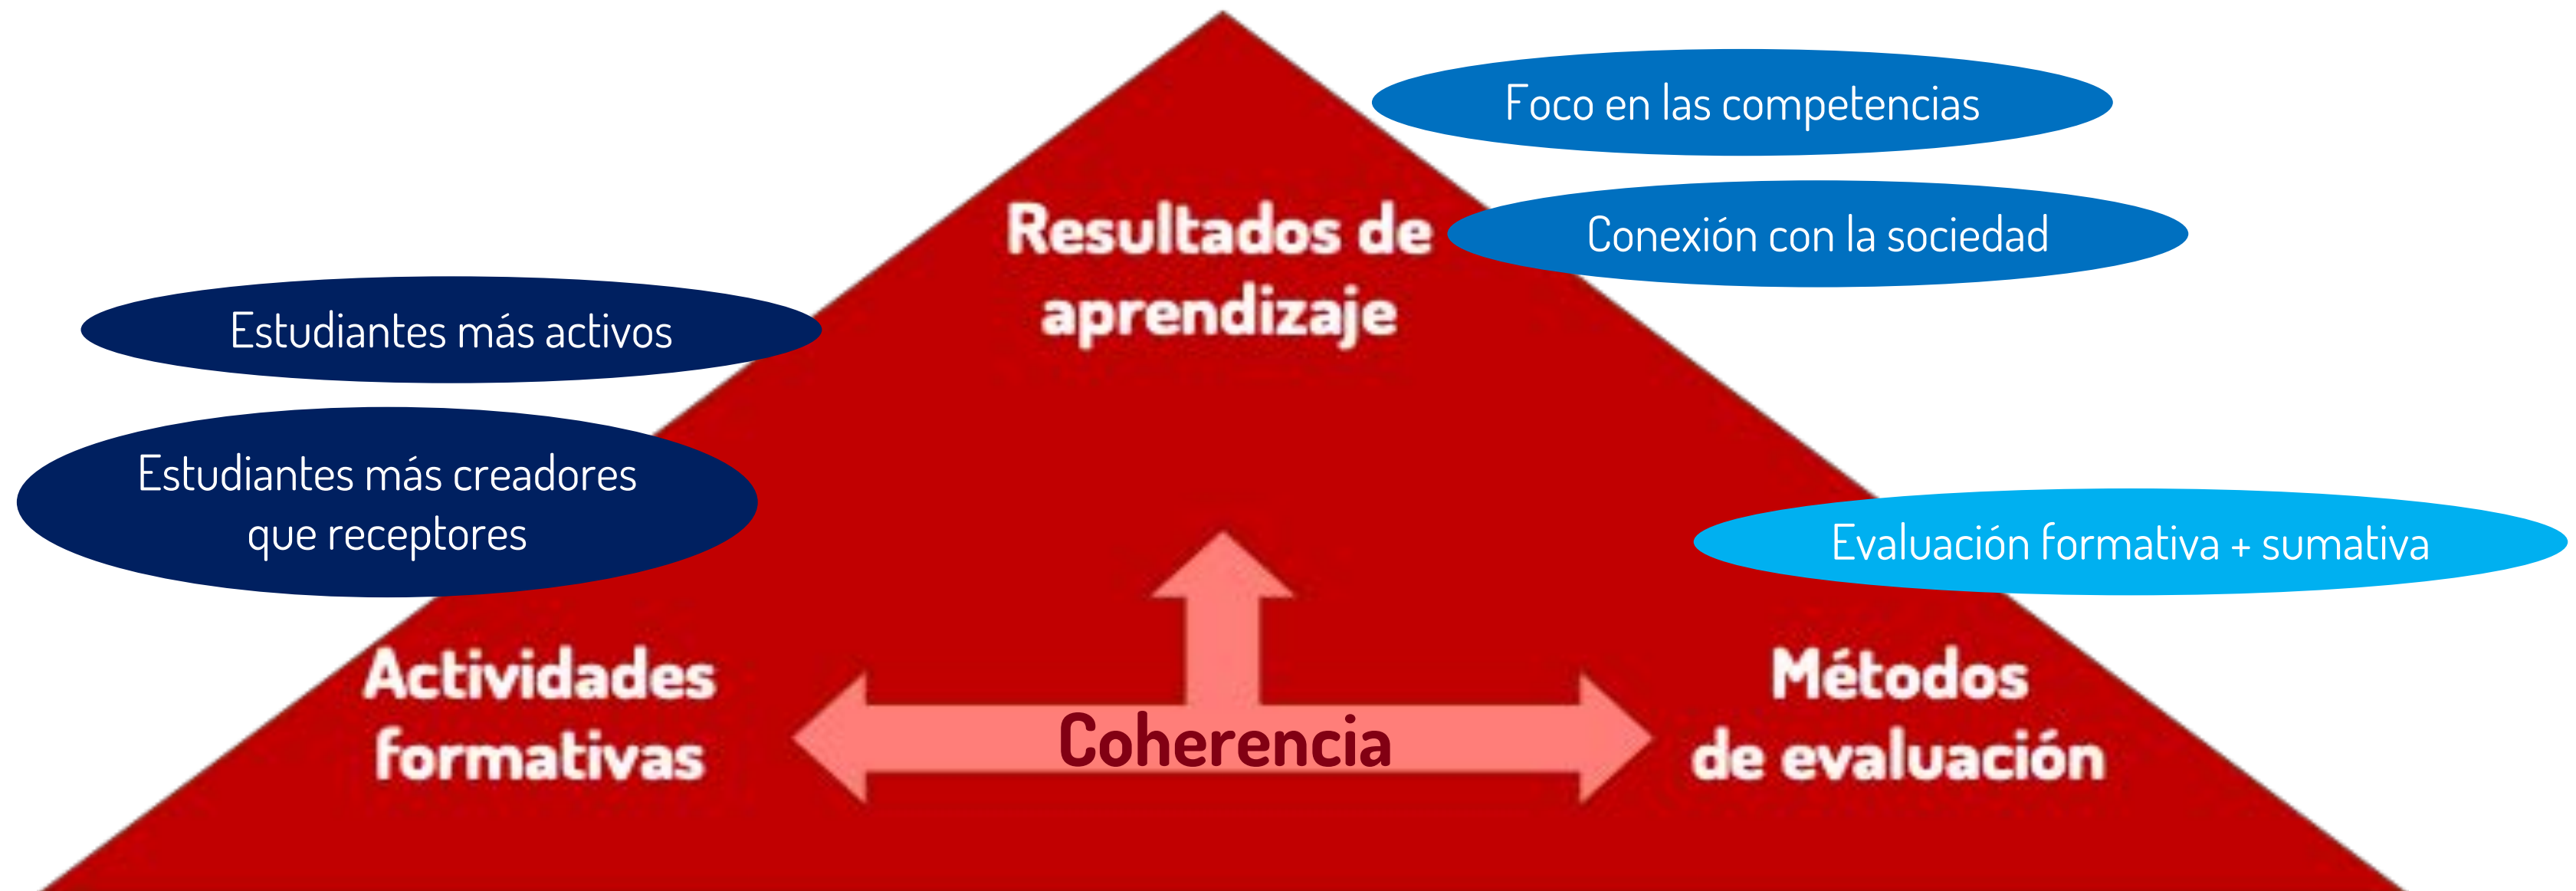 Foco en las competencias
Conexión con la sociedad
Resultados de
aprendizaje
Estudiantes más activos
Estudiantes más creadores
que receptores
Evaluación formativa + sumativa
Actividades
formativas
Coherencia
Métodos
de evaluación